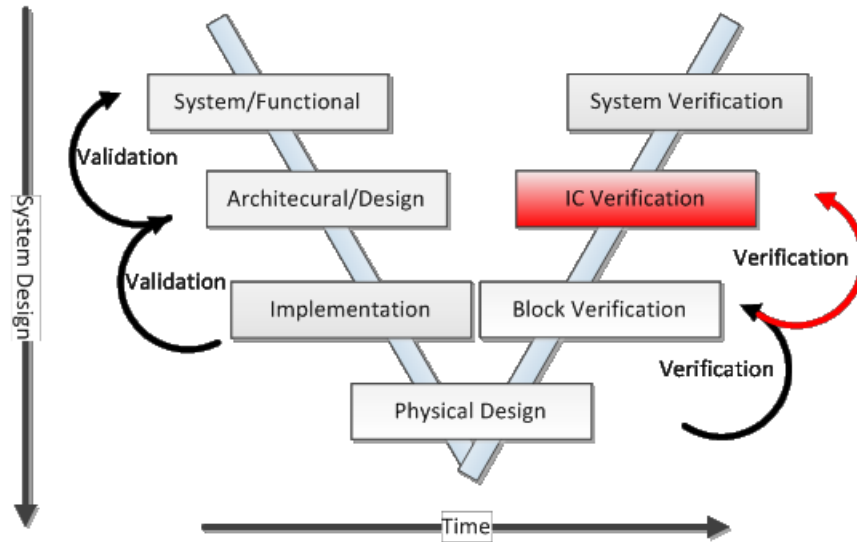 System/Functional
System Verification
Validation
Architecural/Design
IC Verification
System Design
Verification
Validation
Implementation
Block Verification
Verification
Physical Design
Time